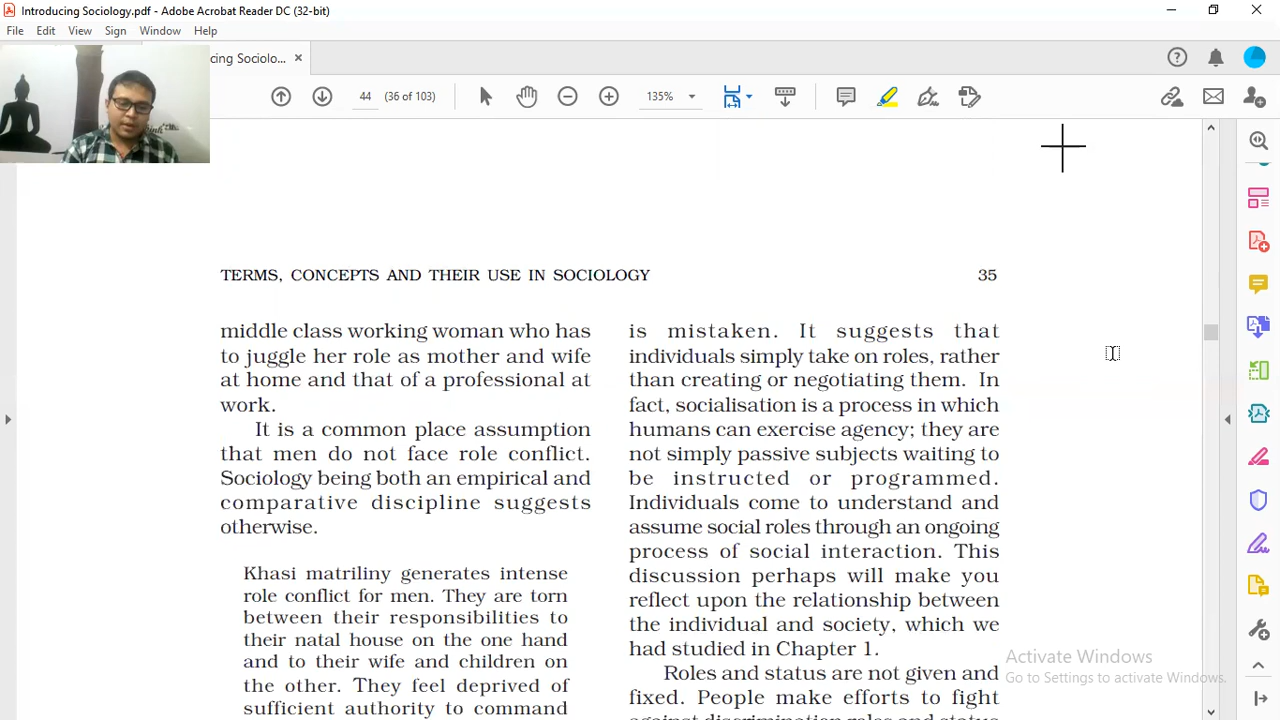 Introducing Sociology.pdf - Adobe Acrobat Reader DC (32-bit)
File Edit View Sign Window Help
cing Sociolo... ×
44 (36 of 103) 135%
TERMS, CONCEPTS AND THEIR USE IN SOCIOLOGY 35
middle class working woman who has
to juggle her role as mother and wife
at home and that of a professional at
work.
It is a common place assumption
that men do not face role conflict.
Sociology being both an empirical and
comparative discipline suggests
otherwise.
Khasi matriliny generates intense
role conflict for men. They are torn
between their responsibilities to
their natal house on the one hand
and to their wife and children on
the other. They feel deprived of
sufficient authority to command
is mistaken. It suggests that
individuals simply take on roles, rather
than creating or negotiating them. In
fact, socialisation is a process in which
humans can exercise agency; they are
not simply passive subjects waiting to
be instructed or programmed.
Individuals come to understand and
assume social roles through an ongoing
process of social interaction. This
discussion perhaps will make you
reflect upon the relationship between
the individual and society, which we
had studied in Chapter 1.
Roles and status are not given and
fixed. People make efforts to fight
against discrimination roles and status
Activate Windows
Go to Settings to activate Windows.